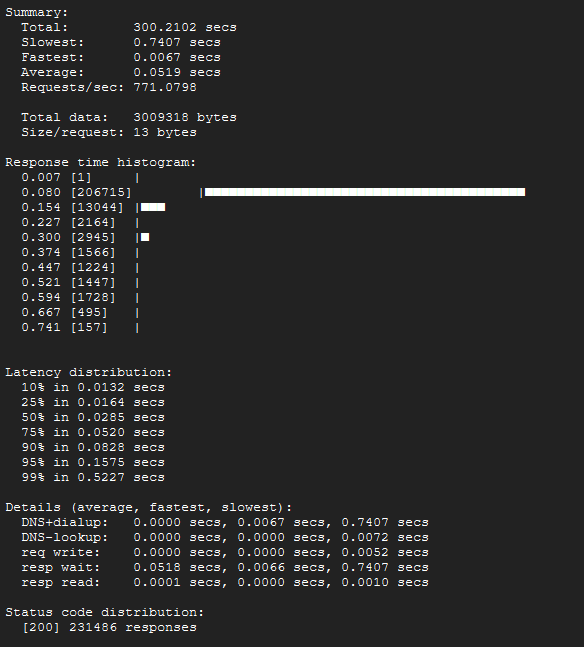 Summary:
  Total:        300.2102 secs
  Slowest:      0.7407 secs
  Fastest:      0.0067 secs
  Average:      0.0519 secs
  Requests/sec: 771.0798
  Total data:   3009318 bytes
  Size/request: 13 bytes
Response time histogram:
  0.007 [1]     |
  0.080 [206715]        |■■■■■■■■■■■■■■■■■■■■■■■■■■■■■■■■■■■■■■■■
  0.154 [13044] |■■■
  0.227 [2164]  |
  0.300 [2945]  |■
  0.374 [1566]  |
  0.447 [1224]  |
  0.521 [1447]  |
  0.594 [1728]  |
  0.667 [495]   |
  0.741 [157]   |
Latency distribution:
  10% in 0.0132 secs
  25% in 0.0164 secs
  50% in 0.0285 secs
  75% in 0.0520 secs
  90% in 0.0828 secs
  95% in 0.1575 secs
  99% in 0.5227 secs
Details (average, fastest, slowest):
  DNS+dialup:   0.0000 secs, 0.0067 secs, 0.7407 secs
  DNS-lookup:   0.0000 secs, 0.0000 secs, 0.0072 secs
  req write:    0.0000 secs, 0.0000 secs, 0.0052 secs
  resp wait:    0.0518 secs, 0.0066 secs, 0.7407 secs
  resp read:    0.0001 secs, 0.0000 secs, 0.0010 secs
Status code distribution:
  [200] 231486 responses